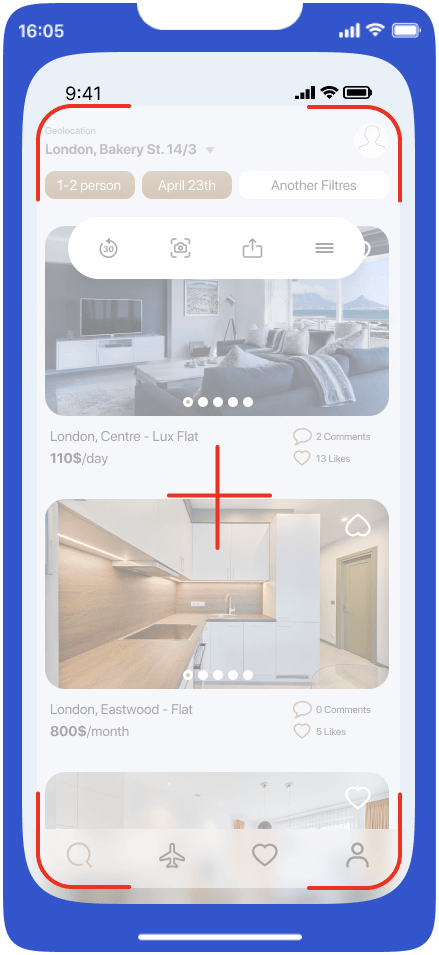 16:05
9:41
Geolocation
London, Bakery St. 14/3
1-2 person April 23th Another Filtres
30
London, Centre - Lux Flat
2 Comments
110$/day
13 Likes
London, Eastwood - Flat
0 Comments
800$/month
5 Likes